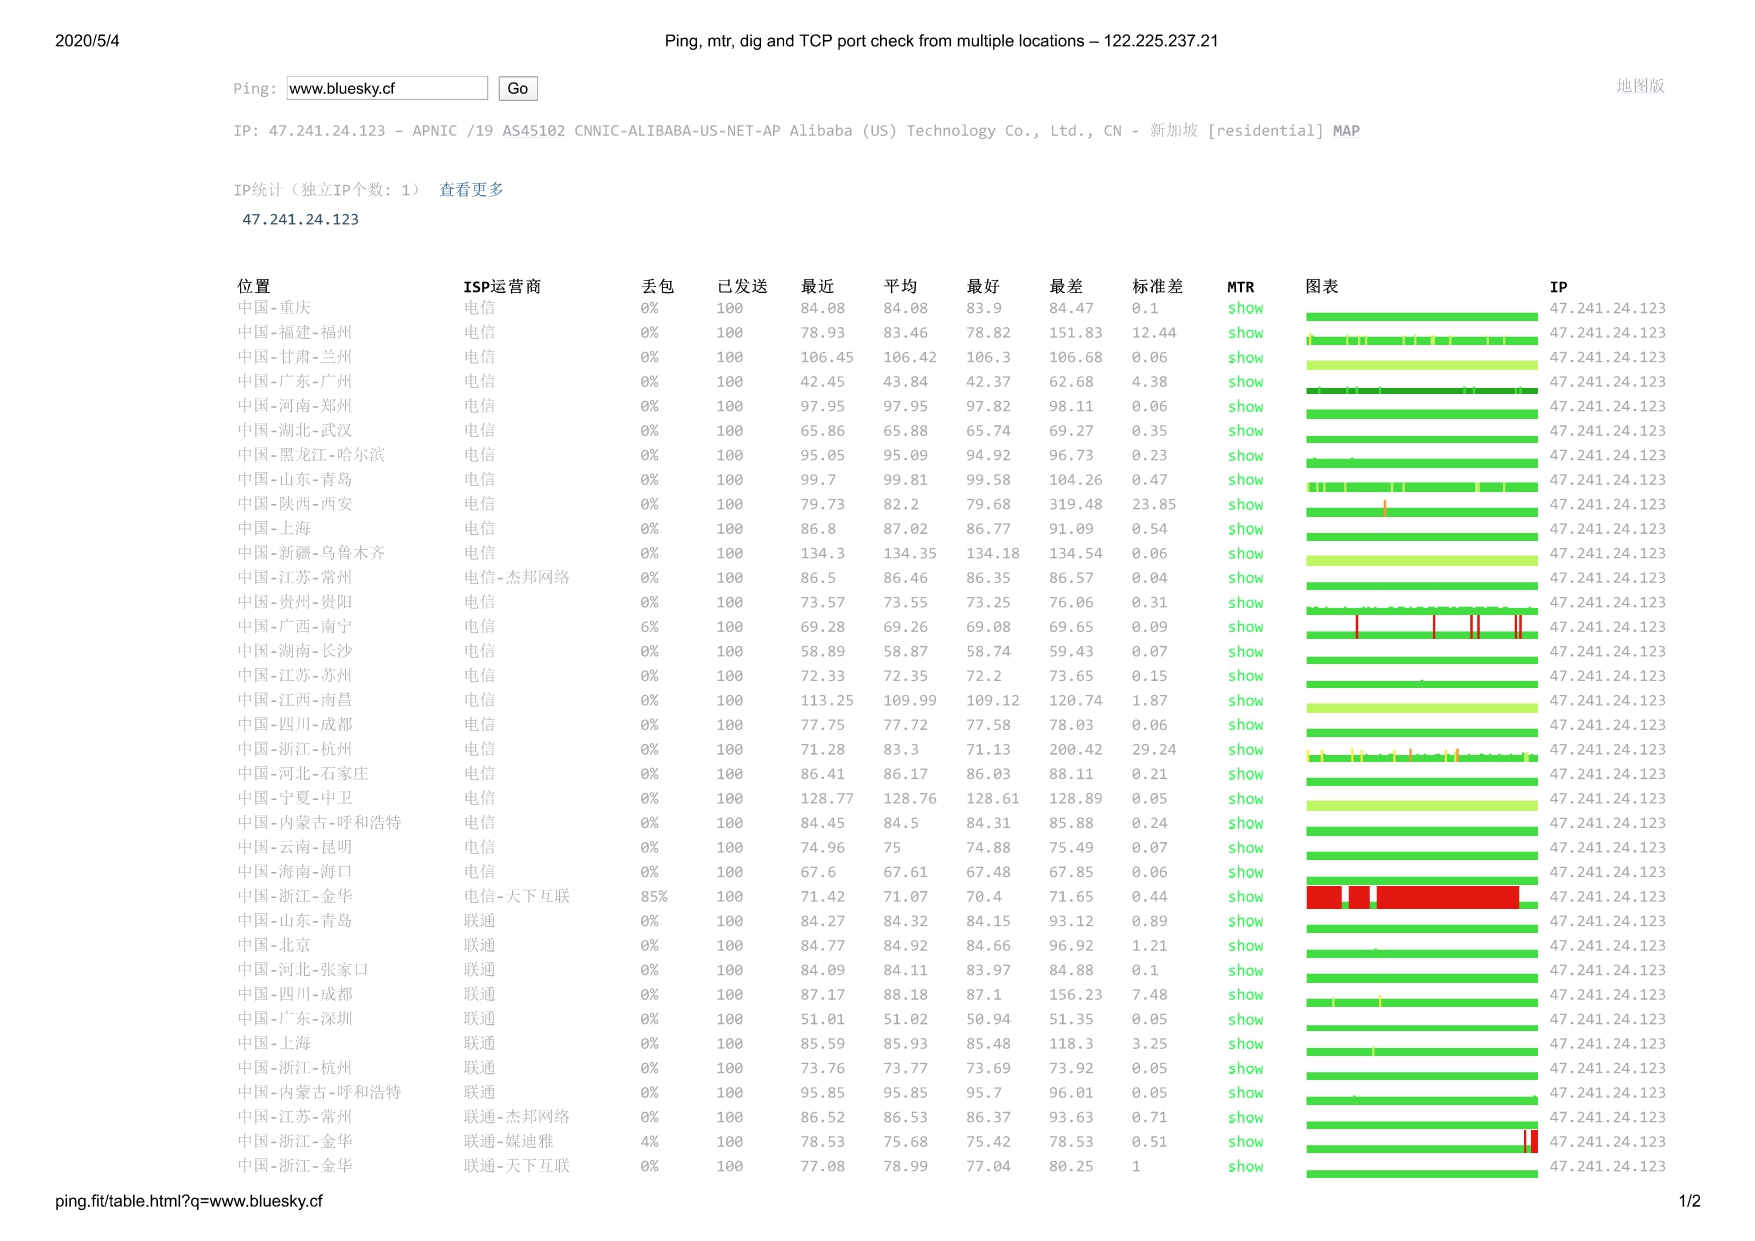 2020/5/4 Ping, mtr, dig and TCP port check from multiple locations – 122.225.237.21
Ping: www.bluesky.cf Go 地图版
IP: 47.241.24.123 – APNIC /19 AS45102 CNNIC-ALIBABA-US-NET-AP Alibaba (US) Technology Co., Ltd., CN - 新加坡 [residential] MAP
IP统计（独立IP个数: 1） 查看更多
47.241.24.123
位置 ISP运营商 丢包 已发送 最近 平均 最好 最差 标准差 MTR 图表 IP
中国-重庆 电信 0% 100 84.08 84.08 83.9 84.47 0.1 show 47.241.24.123
中国-福建-福州 电信 0% 100 78.93 83.46 78.82 151.83 12.44 show 47.241.24.123
中国-甘肃-兰州 电信 0% 100 106.45 106.42 106.3 106.68 0.06 show 47.241.24.123
中国-广东-广州 电信 0% 100 42.45 43.84 42.37 62.68 4.38 show 47.241.24.123
中国-河南-郑州 电信 0% 100 97.95 97.95 97.82 98.11 0.06 show 47.241.24.123
中国-湖北-武汉 电信 0% 100 65.86 65.88 65.74 69.27 0.35 show 47.241.24.123
中国-黑龙江-哈尔滨 电信 0% 100 95.05 95.09 94.92 96.73 0.23 show 47.241.24.123
中国-山东-青岛 电信 0% 100 99.7 99.81 99.58 104.26 0.47 show 47.241.24.123
中国-陕西-西安 电信 0% 100 79.73 82.2 79.68 319.48 23.85 show 47.241.24.123
中国-上海 电信 0% 100 86.8 87.02 86.77 91.09 0.54 show 47.241.24.123
中国-新疆-乌鲁木齐 电信 0% 100 134.3 134.35 134.18 134.54 0.06 show 47.241.24.123
中国-江苏-常州 电信-杰邦网络 0% 100 86.5 86.46 86.35 86.57 0.04 show 47.241.24.123
中国-贵州-贵阳 电信 0% 100 73.57 73.55 73.25 76.06 0.31 show 47.241.24.123
中国-广西-南宁 电信 6% 100 69.28 69.26 69.08 69.65 0.09 show 47.241.24.123
中国-湖南-长沙 电信 0% 100 58.89 58.87 58.74 59.43 0.07 show 47.241.24.123
中国-江苏-苏州 电信 0% 100 72.33 72.35 72.2 73.65 0.15 show 47.241.24.123
中国-江西-南昌 电信 0% 100 113.25 109.99 109.12 120.74 1.87 show 47.241.24.123
中国-四川-成都 电信 0% 100 77.75 77.72 77.58 78.03 0.06 show 47.241.24.123
中国-浙江-杭州 电信 0% 100 71.28 83.3 71.13 200.42 29.24 show 47.241.24.123
中国-河北-石家庄 电信 0% 100 86.41 86.17 86.03 88.11 0.21 show 47.241.24.123
中国-宁夏-中卫 电信 0% 100 128.77 128.76 128.61 128.89 0.05 show 47.241.24.123
中国-内蒙古-呼和浩特 电信 0% 100 84.45 84.5 84.31 85.88 0.24 show 47.241.24.123
中国-云南-昆明 电信 0% 100 74.96 75 74.88 75.49 0.07 show 47.241.24.123
中国-海南-海口 电信 0% 100 67.6 67.61 67.48 67.85 0.06 show 47.241.24.123
中国-浙江-金华 电信-天下互联 85% 100 71.42 71.07 70.4 71.65 0.44 show 47.241.24.123
中国-山东-青岛 联通 0% 100 84.27 84.32 84.15 93.12 0.89 show 47.241.24.123
中国-北京 联通 0% 100 84.77 84.92 84.66 96.92 1.21 show 47.241.24.123
中国-河北-张家口 联通 0% 100 84.09 84.11 83.97 84.88 0.1 show 47.241.24.123
中国-四川-成都 联通 0% 100 87.17 88.18 87.1 156.23 7.48 show 47.241.24.123
中国-广东-深圳 联通 0% 100 51.01 51.02 50.94 51.35 0.05 show 47.241.24.123
中国-上海 联通 0% 100 85.59 85.93 85.48 118.3 3.25 show 47.241.24.123
中国-浙江-杭州 联通 0% 100 73.76 73.77 73.69 73.92 0.05 show 47.241.24.123
中国-内蒙古-呼和浩特 联通 0% 100 95.85 95.85 95.7 96.01 0.05 show 47.241.24.123
中国-江苏-常州 联通-杰邦网络 0% 100 86.52 86.53 86.37 93.63 0.71 show 47.241.24.123
中国-浙江-金华 联通-媒迪雅 4% 100 78.53 75.68 75.42 78.53 0.51 show 47.241.24.123
中国-浙江-金华 联通-天下互联 0% 100 77.08 78.99 77.04 80.25 1 show 47.241.24.123
ping.fit/table.html?q=www.bluesky.cf 1/2